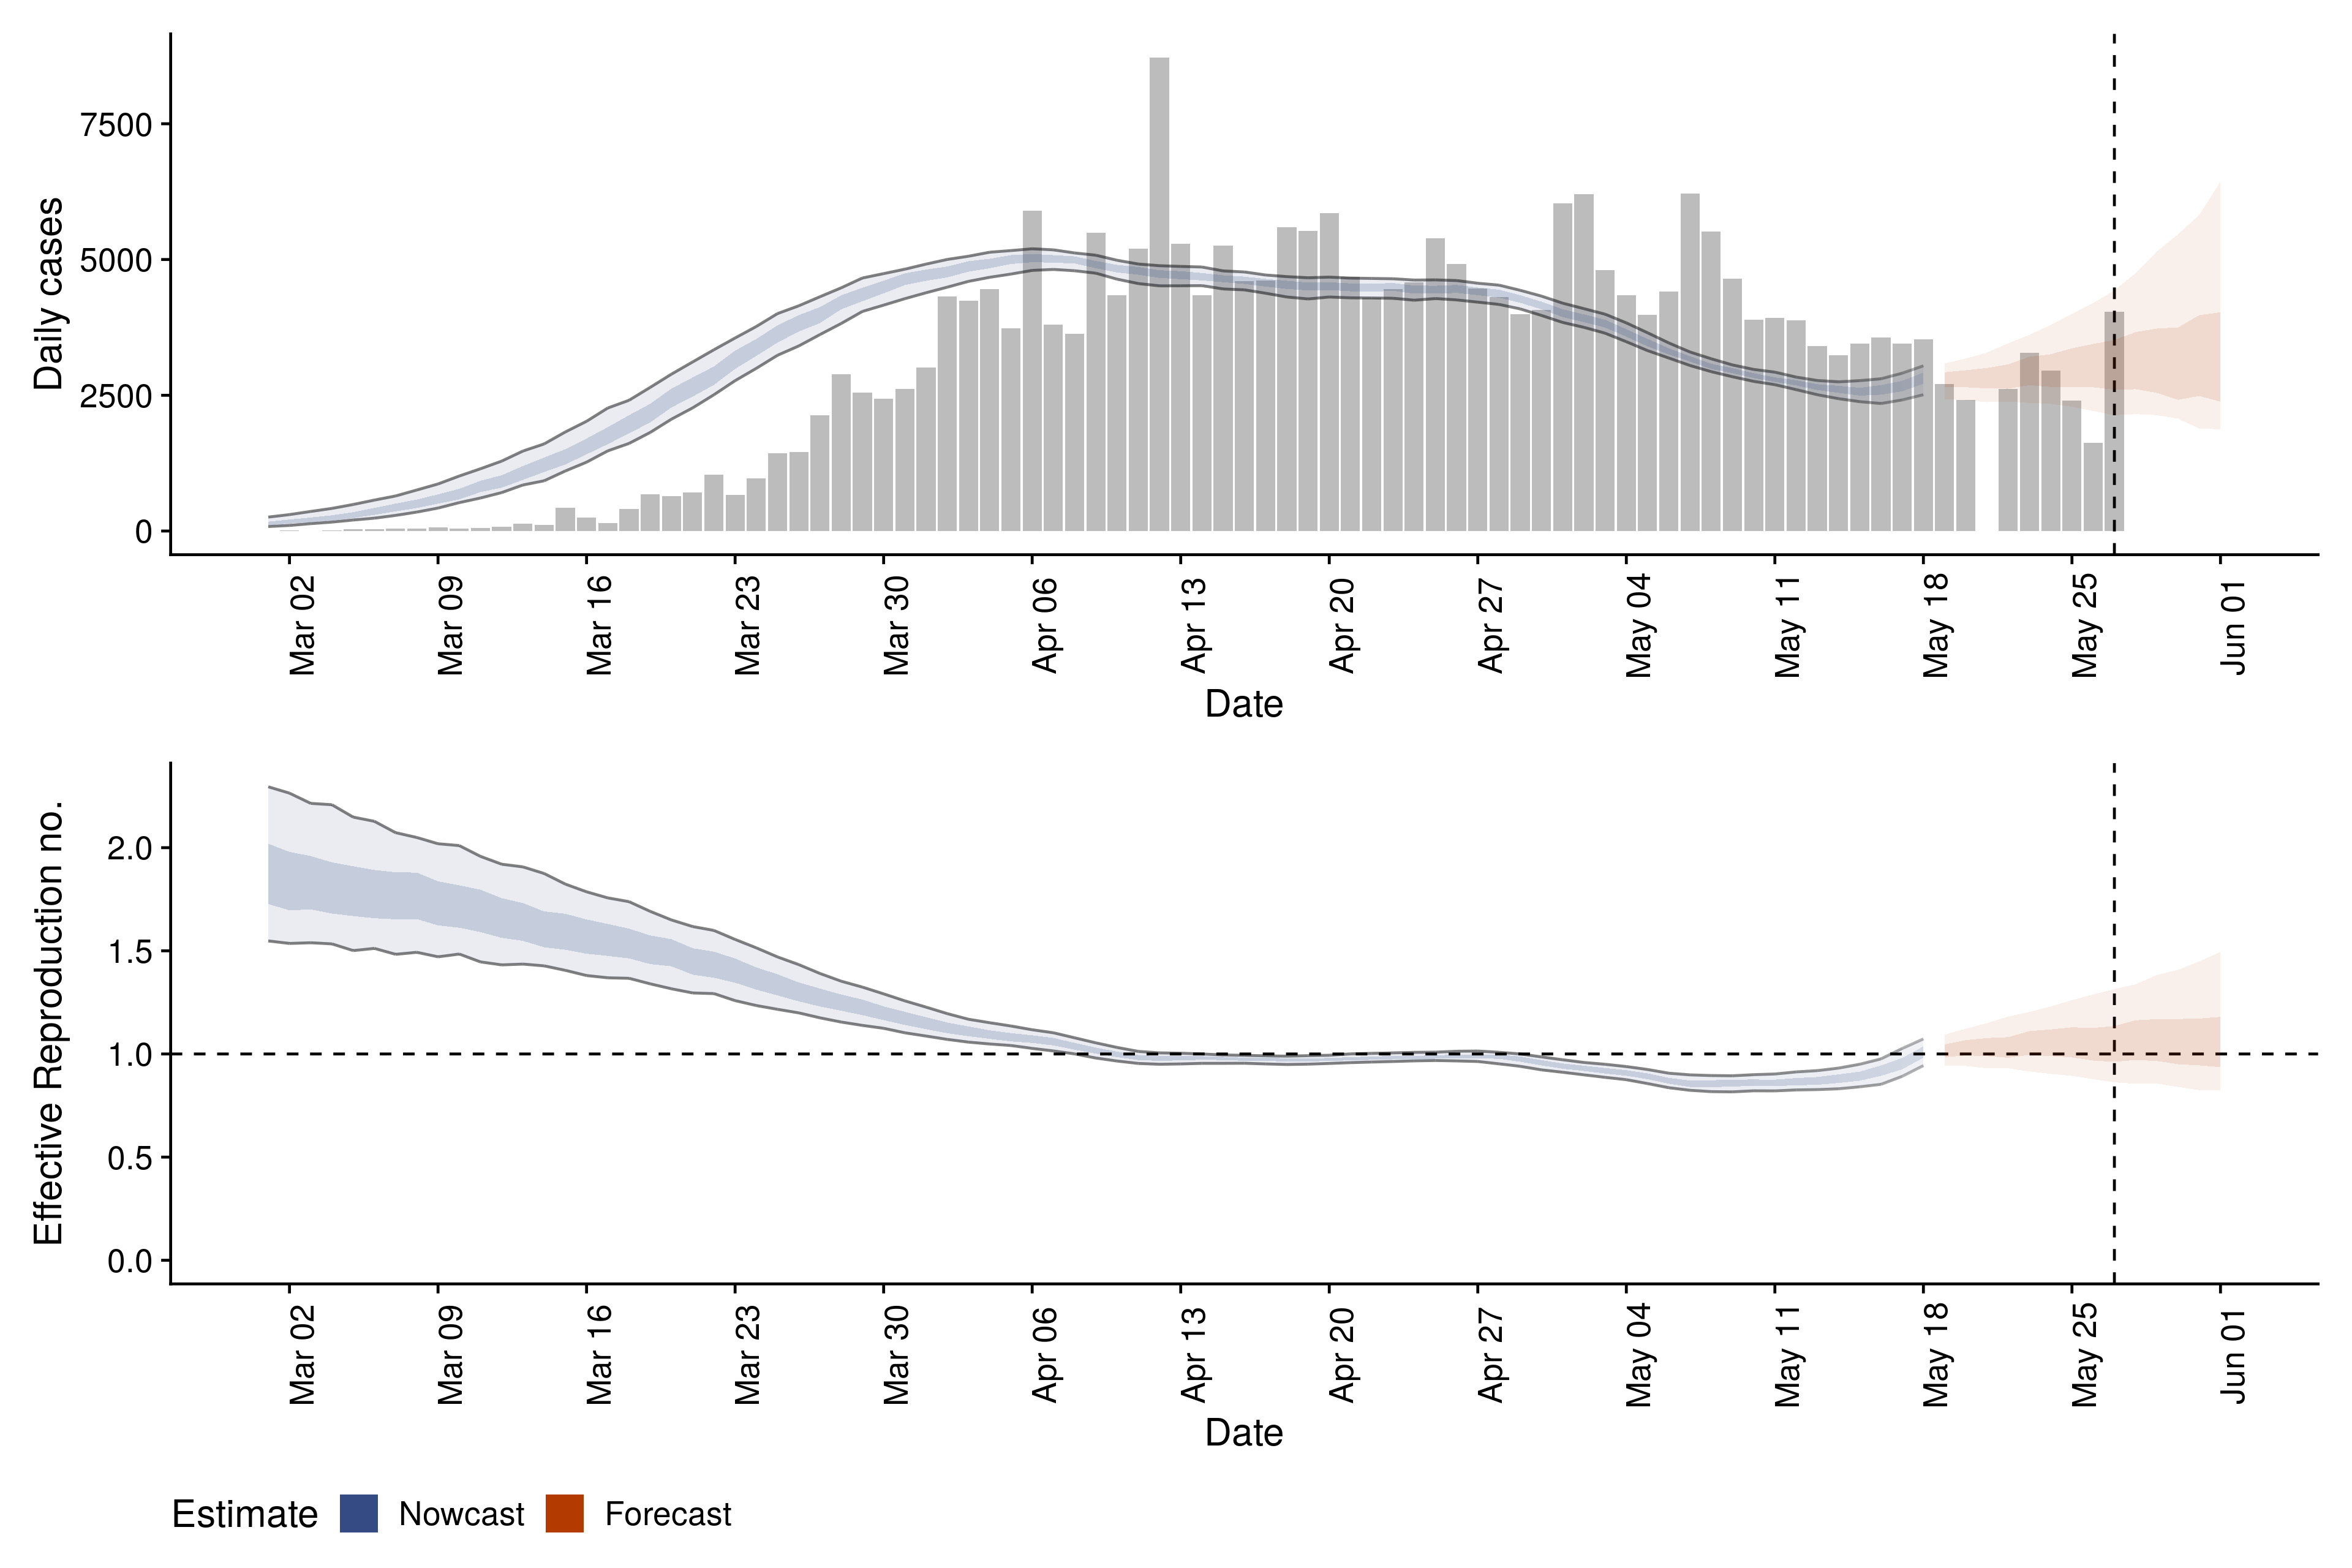 Daily cases
7500
5000
2500
0
Mar 02
Mar 09
Mar 16
Mar 23
Mar 30
Apr 06
Apr 13
Apr 20
Apr 27
May 04
May 11
May 18
May 25
Jun 01
Date
Effective Reproduction no.
2.0
1.5
1.0
0.5
0.0
Mar 02
Mar 09
Mar 16
Mar 23
Mar 30
Apr 06
Apr 13
Apr 20
Apr 27
May 04
May 11
May 18
May 25
Jun 01
Date
Estimate Nowcast Forecast